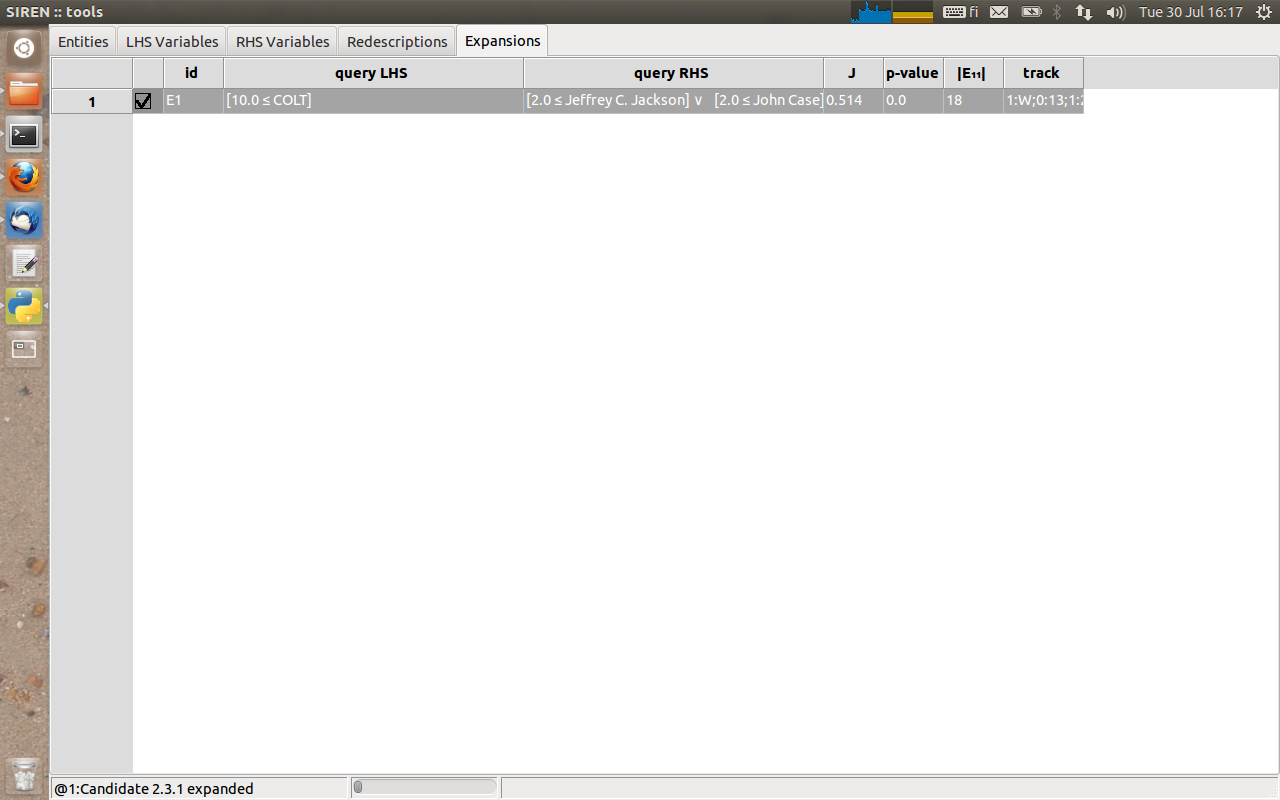 SIREN :: tools
fi
Tue 30 Jul 16:17
Entities LHS Variables RHS Variables Redescriptions Expansions
id query LHS query RHS J p-value |E₁₁| track
1 E1 [10.0 ≤ COLT] [2.0 ≤ Jeffrey C. Jackson] ∨ [2.0 ≤ John Case] 0.514 0.0 18 1:W;0:13;1:2
@1:Candidate 2.3.1 expanded